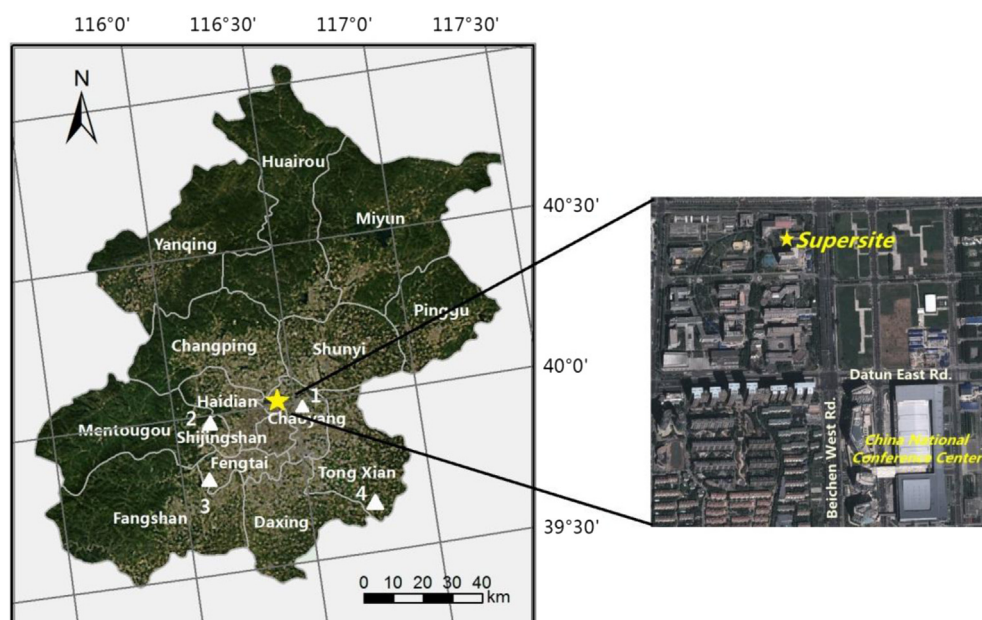 116°0' 116°30' 117°0' 117°30'
N
Huairou
Miyun
40°30'
Yanqing
Supersite
Pinggu
Changping
Shunyi
40°0'
Datun East Rd.
Haidian
1
Chaoyang
2
Mentougou
Shijingshan
China National
Conference Center
Fengtai
Tong Xian
Beichen West Rd.
3
4
Fangshan
Daxing
39°30'
0 10 20 30 40
km